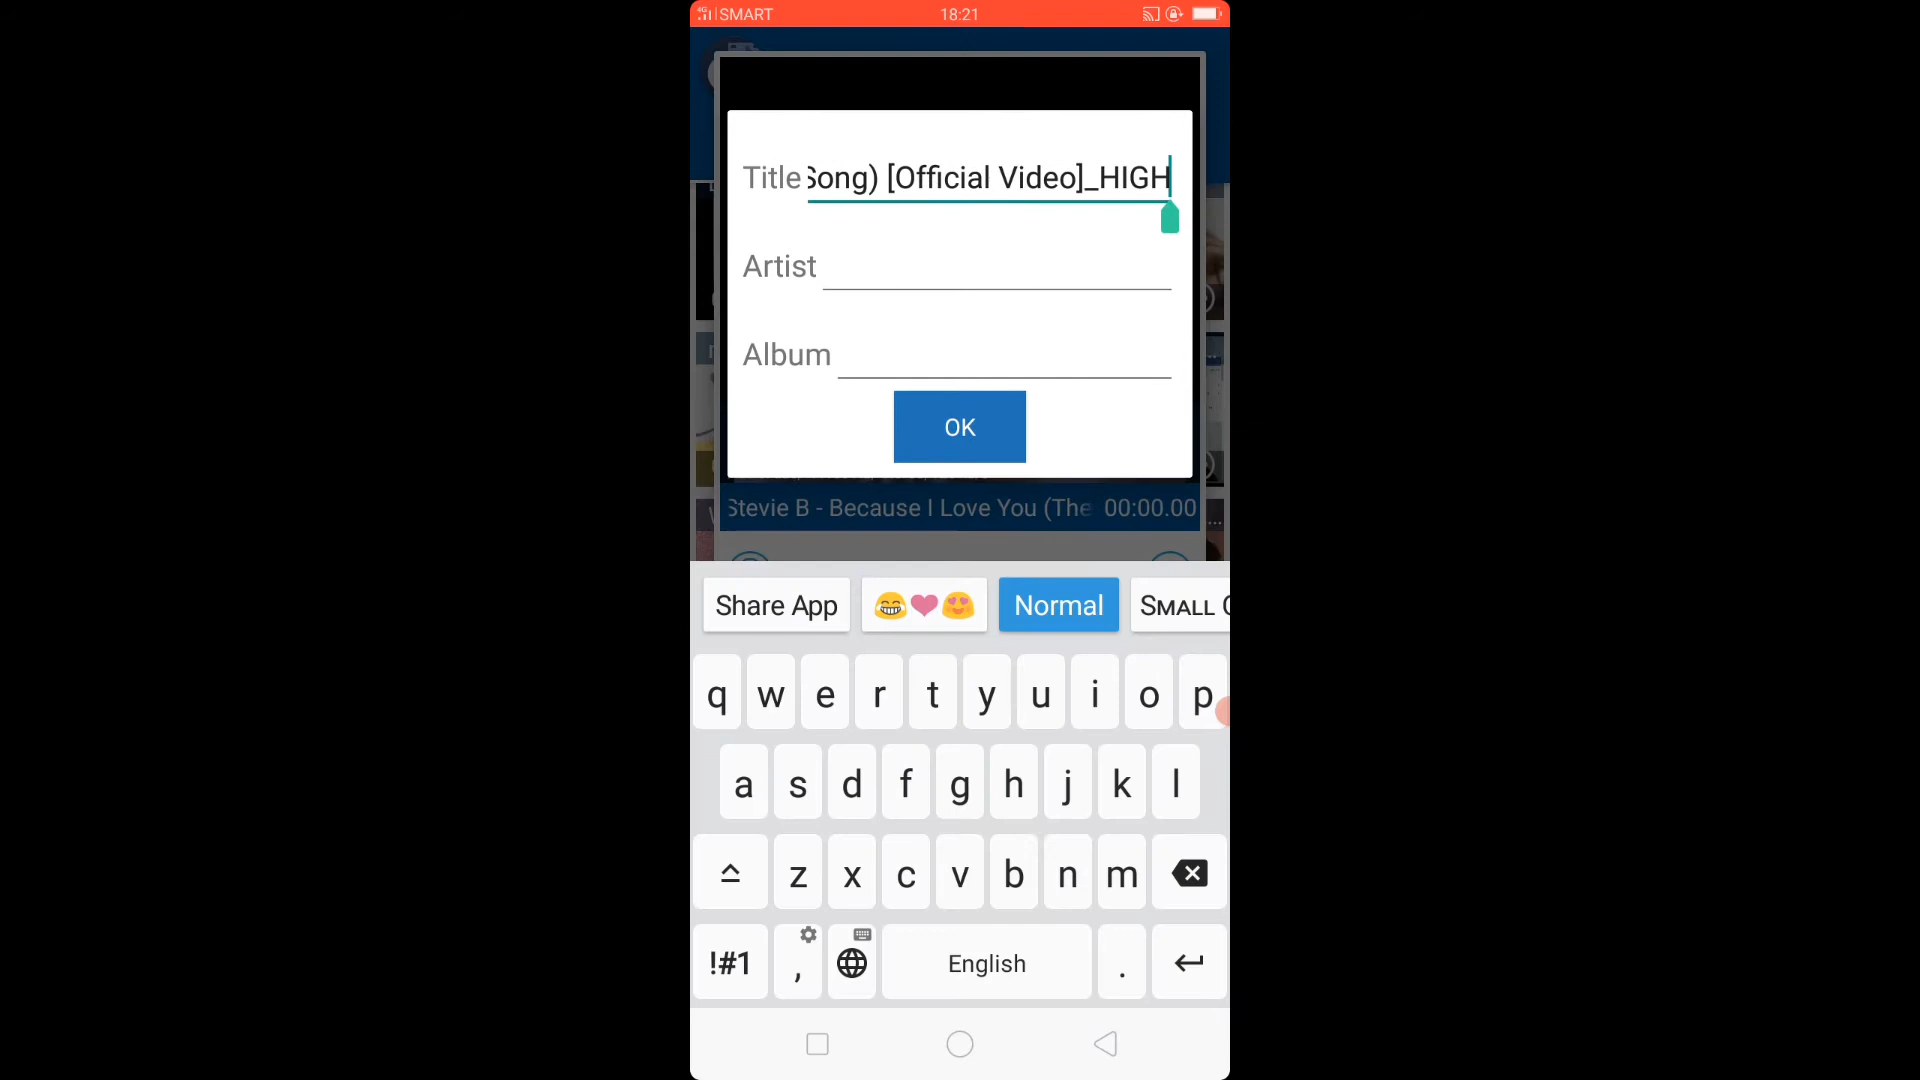 4G SMART 18:21
Title Song) [Official Video]_HIGH
Artist
Album
OK
Stevie B - Because I Love You (The 00:00.00
Share App 😂❤😍 Normal SMALL C
q w e r t y u i o p
a s d f g h j k l
z x c v b n m
!#1 , English .